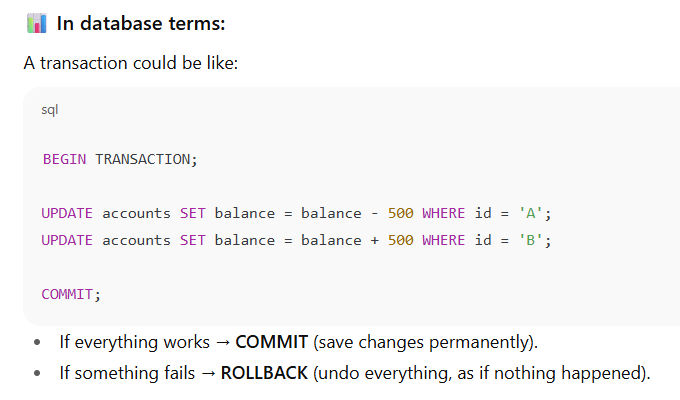 📊 In database terms:
A transaction could be like:
sql
BEGIN TRANSACTION;
UPDATE accounts SET balance = balance - 500 WHERE id = 'A';
UPDATE accounts SET balance = balance + 500 WHERE id = 'B';
COMMIT;
• If everything works → COMMIT (save changes permanently).
• If something fails → ROLLBACK (undo everything, as if nothing happened).